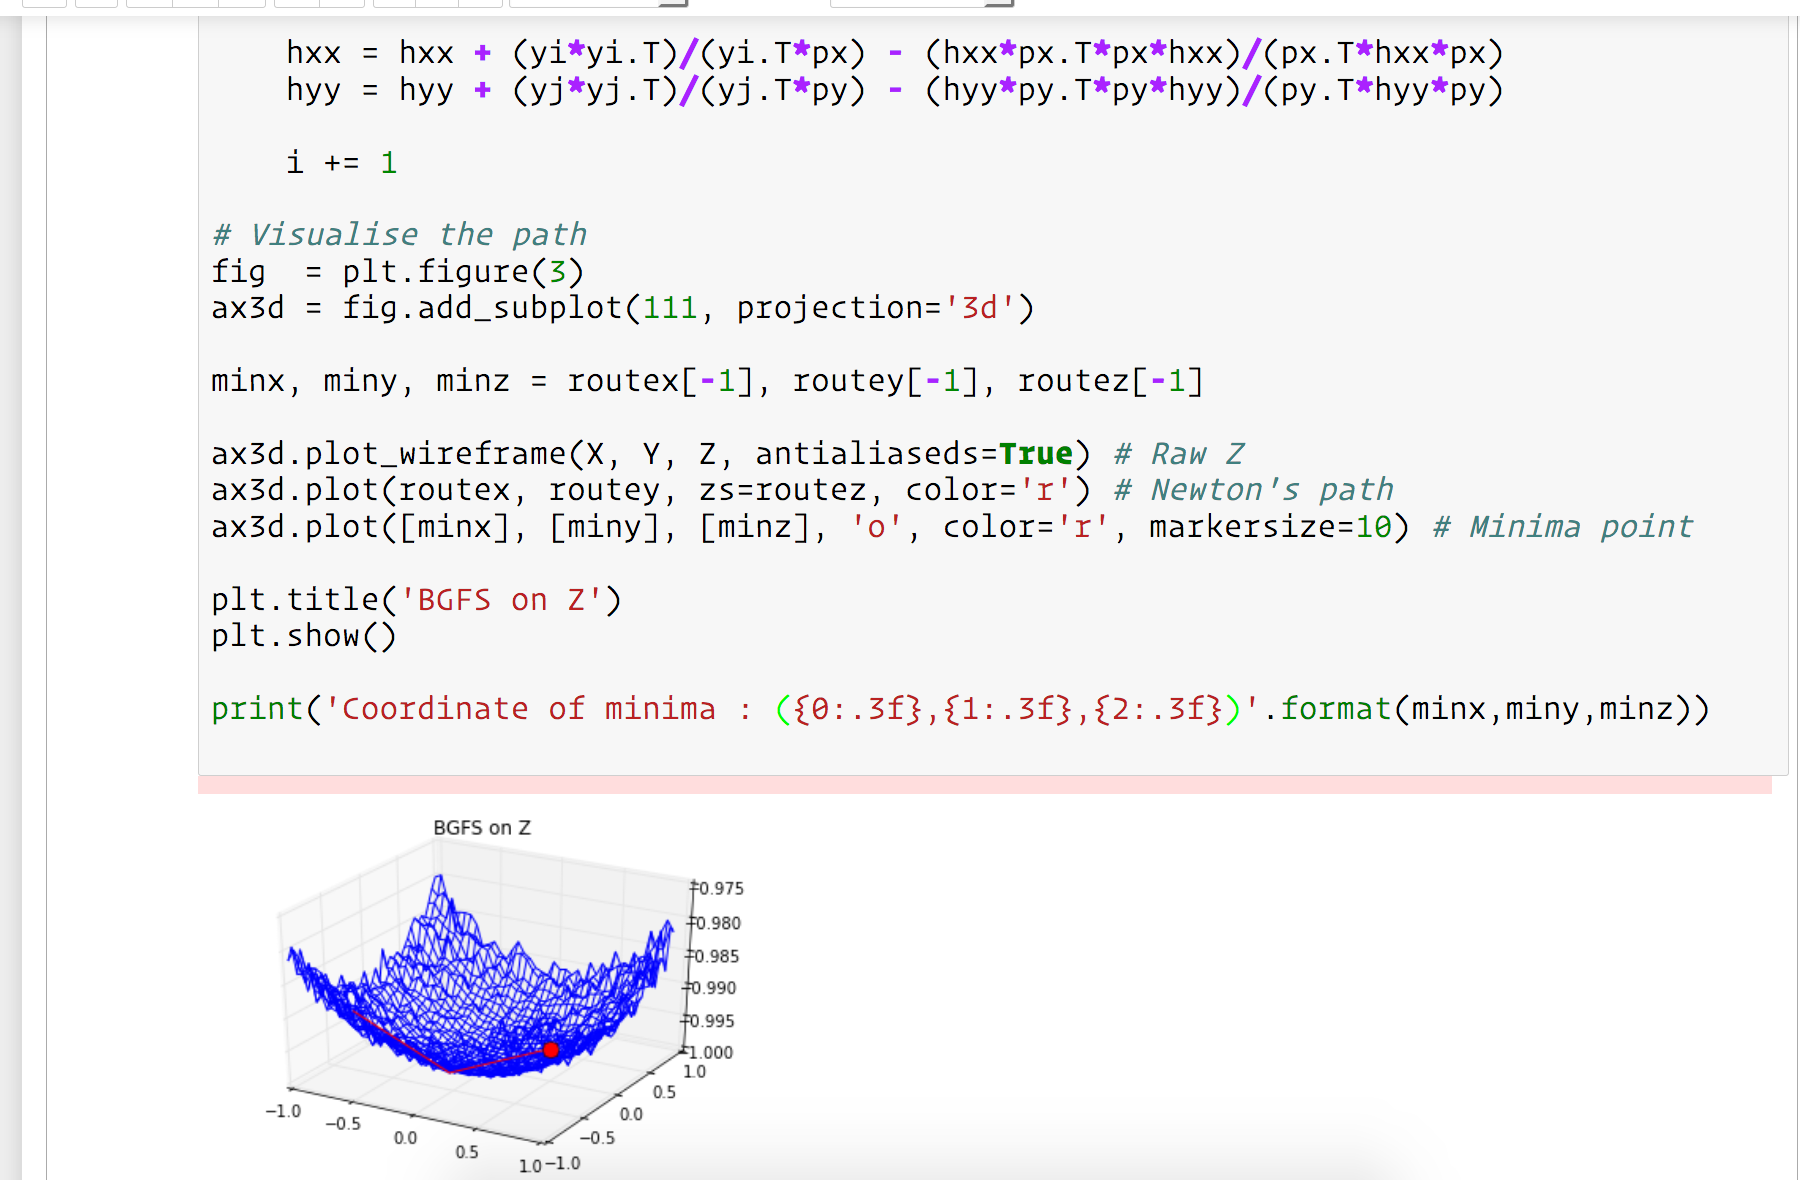 hxx = hxx + (yi*yi.T)/(yi.T*px) - (hxx*px.T*px*hxx)/(px.T*hxx*px)
hyy = hyy + (yj*yj.T)/(yj.T*py) - (hyy*py.T*py*hyy)/(py.T*hyy*py)
i += 1
# Visualise the path
fig  = plt.figure(3)
ax3d = fig.add_subplot(111, projection='3d')
minx, miny, minz = routex[-1], routey[-1], routez[-1]
ax3d.plot_wireframe(X, Y, Z, antialiaseds=True) # Raw Z
ax3d.plot(routex, routey, zs=routez, color='r') # Newton's path
ax3d.plot([minx], [miny], [minz], 'o', color='r', markersize=10) # Minima point
plt.title('BGFS on Z')
plt.show()
print('Coordinate of minima : ({0:.3f},{1:.3f},{2:.3f})'.format(minx,miny,minz))
BGFS on Z
−0.975
−0.980
−0.985
−0.990
−0.995
−1.000
−1.0
−0.5
0.0
0.5
1.0
−1.0
−0.5
0.0
0.5
1.0